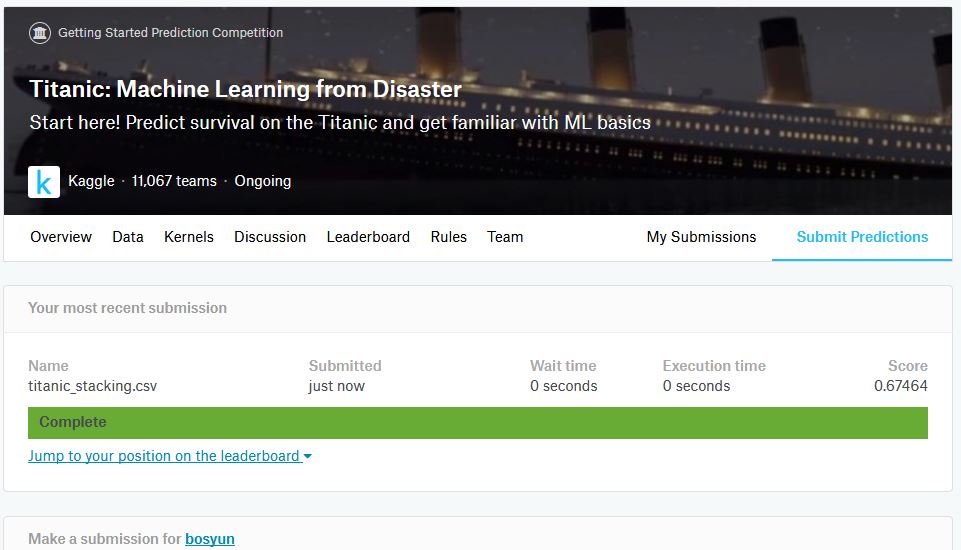 Getting Started Prediction Competition
Titanic: Machine Learning from Disaster
Start here! Predict survival on the Titanic and get familiar with ML basics
k Kaggle · 11,067 teams · Ongoing
Overview Data Kernels Discussion Leaderboard Rules Team My Submissions Submit Predictions
Your most recent submission
Name Submitted Wait time Execution time Score
titanic_stacking.csv just now 0 seconds 0 seconds 0.67464
Complete
Jump to your position on the leaderboard
Make a submission for bosyun